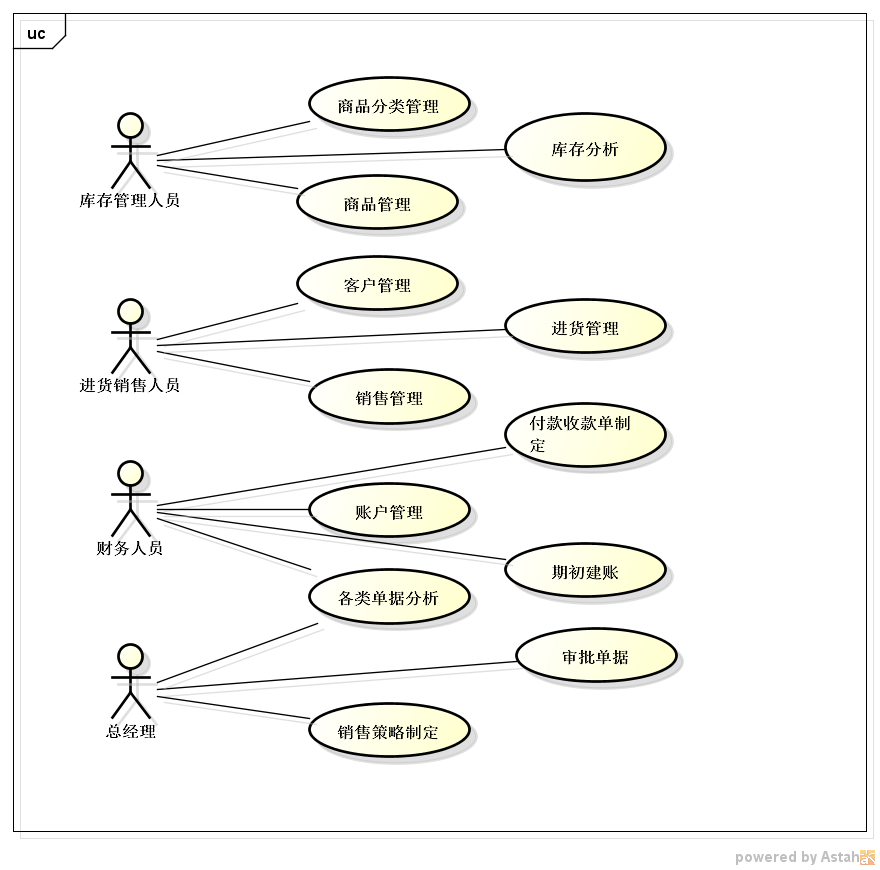 uc
商品分类管理
库存分析
库存管理人员
商品管理
客户管理
进货管理
进货销售人员
销售管理
付款收款单制
定
账户管理
财务人员
期初建账
各类单据分析
审批单据
总经理
销售策略制定
powered by Astah